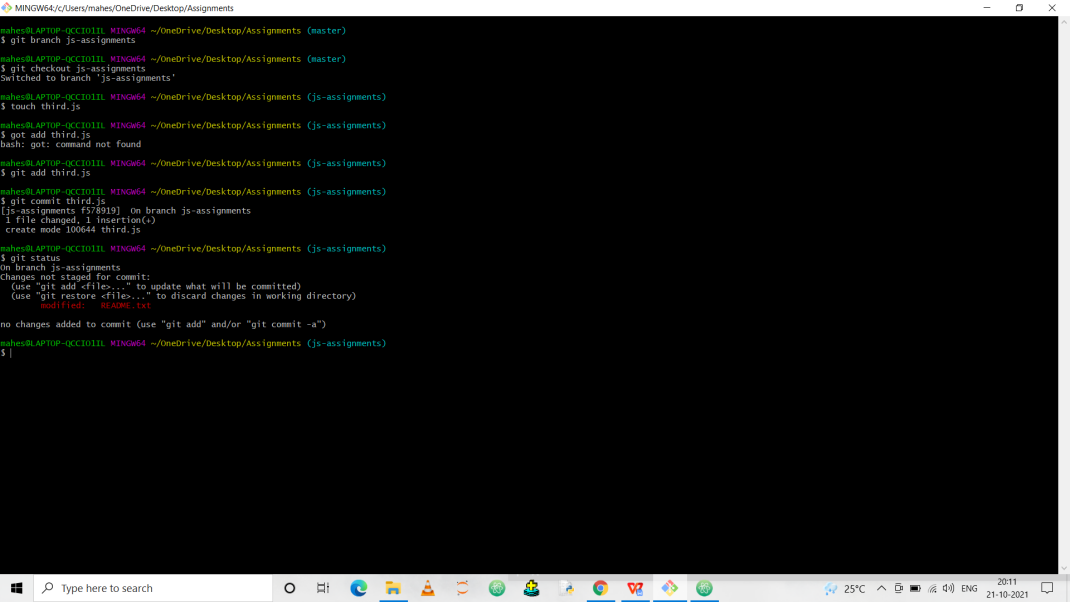 MINGW64:/c/Users/mahes/OneDrive/Desktop/Assignments
mahes@LAPTOP-QCCIO1IL MINGW64 ~/OneDrive/Desktop/Assignments (master)
$ git branch js-assignments
mahes@LAPTOP-QCCIO1IL MINGW64 ~/OneDrive/Desktop/Assignments (master)
$ git checkout js-assignments
Switched to branch 'js-assignments'
mahes@LAPTOP-QCCIO1IL MINGW64 ~/OneDrive/Desktop/Assignments (js-assignments)
$ touch third.js
mahes@LAPTOP-QCCIO1IL MINGW64 ~/OneDrive/Desktop/Assignments (js-assignments)
$ got add third.js
bash: got: command not found
mahes@LAPTOP-QCCIO1IL MINGW64 ~/OneDrive/Desktop/Assignments (js-assignments)
$ git add third.js
mahes@LAPTOP-QCCIO1IL MINGW64 ~/OneDrive/Desktop/Assignments (js-assignments)
$ git commit third.js
[js-assignments f578919]  On branch js-assignments
 1 file changed, 1 insertion(+)
 create mode 100644 third.js
mahes@LAPTOP-QCCIO1IL MINGW64 ~/OneDrive/Desktop/Assignments (js-assignments)
$ git status
On branch js-assignments
Changes not staged for commit:
  (use "git add <file>..." to update what will be committed)
  (use "git restore <file>..." to discard changes in working directory)
        modified:   README.txt
no changes added to commit (use "git add" and/or "git commit -a")
mahes@LAPTOP-QCCIO1IL MINGW64 ~/OneDrive/Desktop/Assignments (js-assignments)
$
Type here to search
25°C
ENG
20:11
21-10-2021